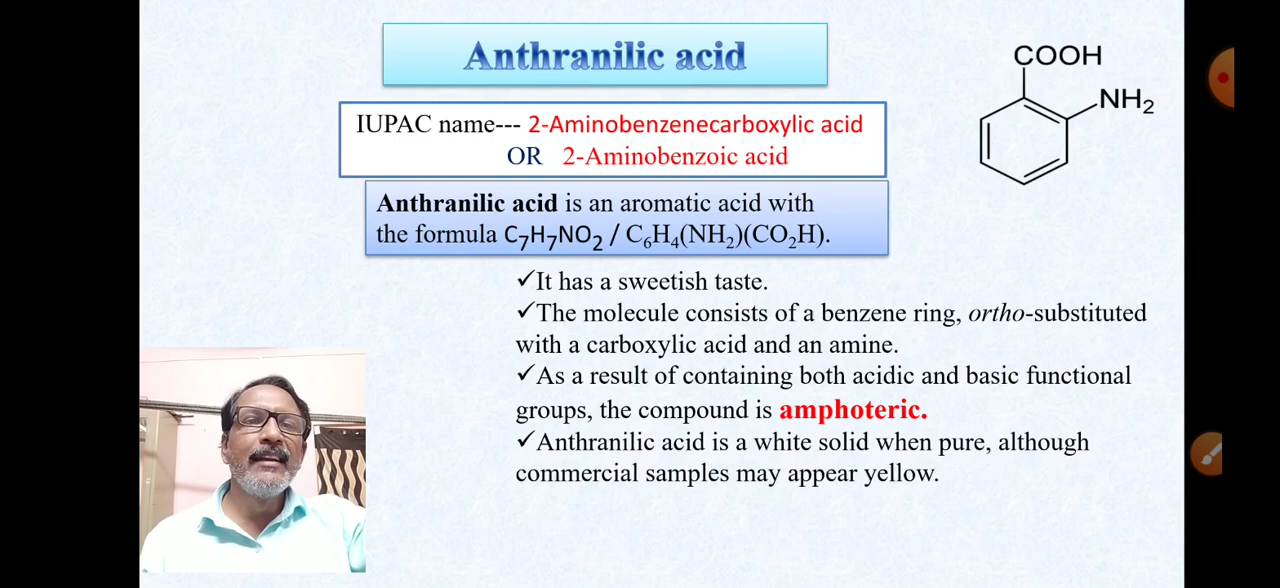 Anthranilic acid
COOH
NH₂
IUPAC name--- 2-Aminobenzenecarboxylic acid
OR 2-Aminobenzoic acid
Anthranilic acid is an aromatic acid with
the formula C₇H₇NO₂ / C₆H₄(NH₂)(CO₂H).
✓It has a sweetish taste.
✓The molecule consists of a benzene ring, ortho-substituted
with a carboxylic acid and an amine.
✓As a result of containing both acidic and basic functional
groups, the compound is amphoteric.
✓Anthranilic acid is a white solid when pure, although
commercial samples may appear yellow.